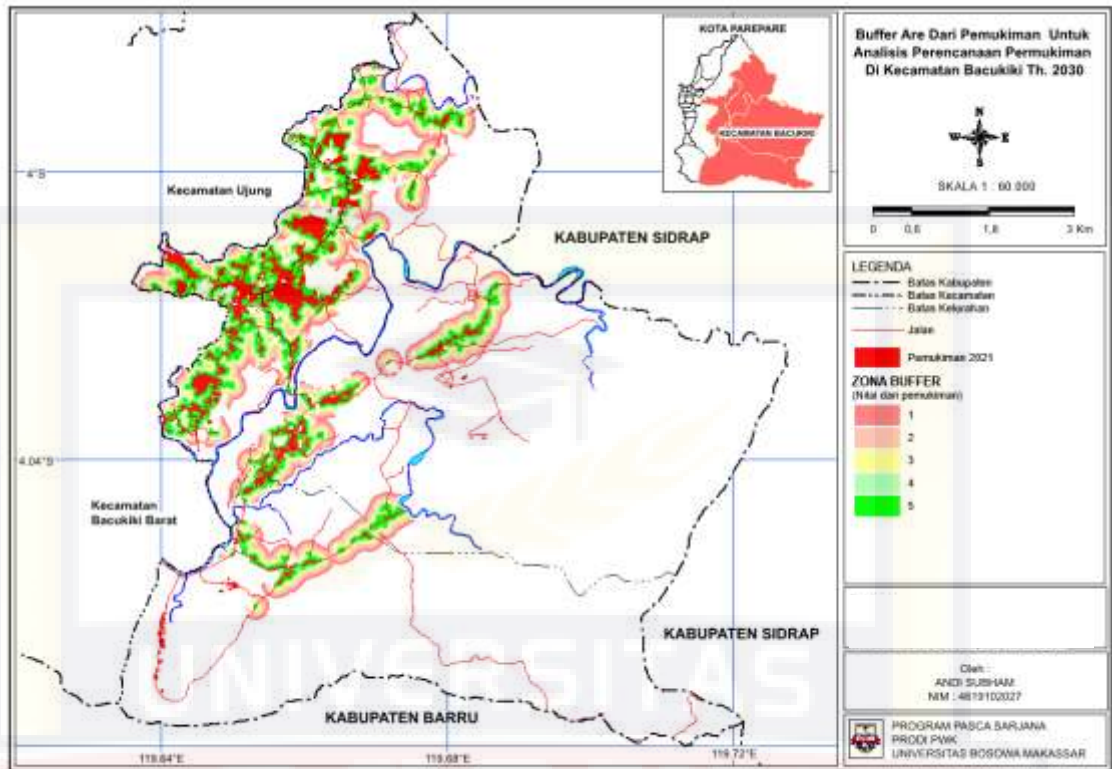 Buffer Are Dari Pemukiman Untuk
Analisis Perencanaan Permukiman
Di Kecamatan Bacukiki Th. 2030
N
W E
S
SKALA 1 : 60.000
0 0,8 1,8 3 Km
KOTA PAREPARE
KECAMATAN BACUKIKI
4°S
Kecamatan Ujung
KABUPATEN SIDRAP
4.04°S
Kecamatan
Bacukiki Barat
KABUPATEN SIDRAP
KABUPATEN BARRU
UNIVERSITAS
119.64°E 119.68°E 119.72°E
LEGENDA
Batas Kabupaten
Batas Kecamatan
Batas Kelurahan
Jalan
Pemukiman 2021
ZONA BUFFER
(Nilai dari pemukiman)
1
2
3
4
5
Oleh :
ANDI SUBHAM
NIM : 4619102027
PROGRAM PASCA SARJANA
PRODI PWK
UNIVERSITAS BOSOWA MAKASSAR